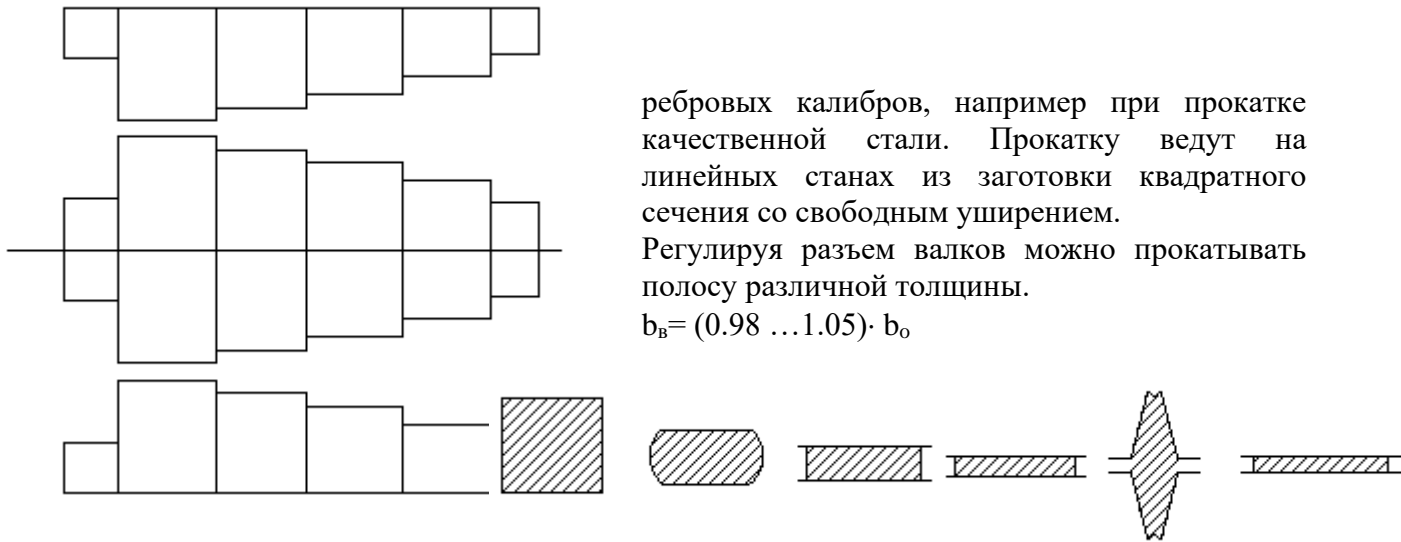 ребровых калибров, например при прокатке
качественной стали. Прокатку ведут на
линейных станах из заготовки квадратного
сечения со свободным уширением.
Регулируя разъем валков можно прокатывать
полосу различной толщины.
bв= (0.98 …1.05)· bо